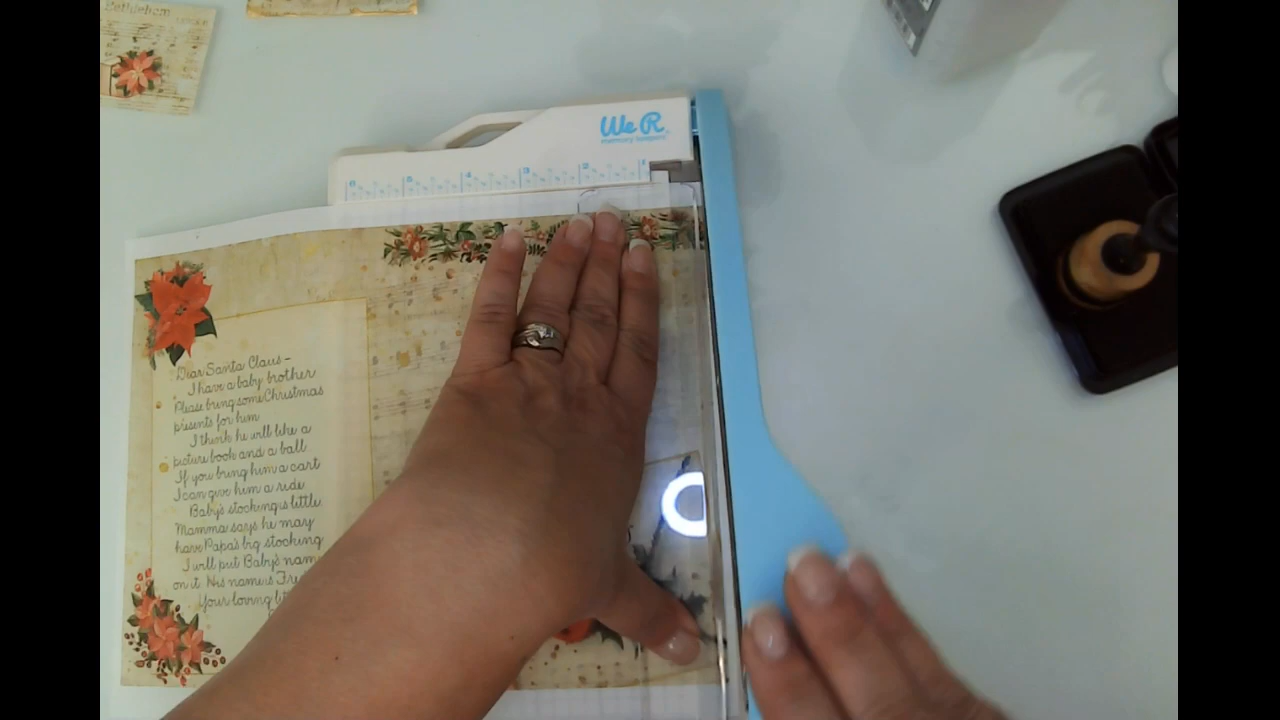 Bethlehem
We R
memory keepers
Dear Santa Claus -
I have a baby brother
Please bring some Christmas
presents for him
I think he will like a
picture book and a ball
If you bring him a cart
I can give him a ride
Baby's stocking is little
Mamma says he may
have Papa's big stocking
I will put Baby's name
on it His name is
Your loving